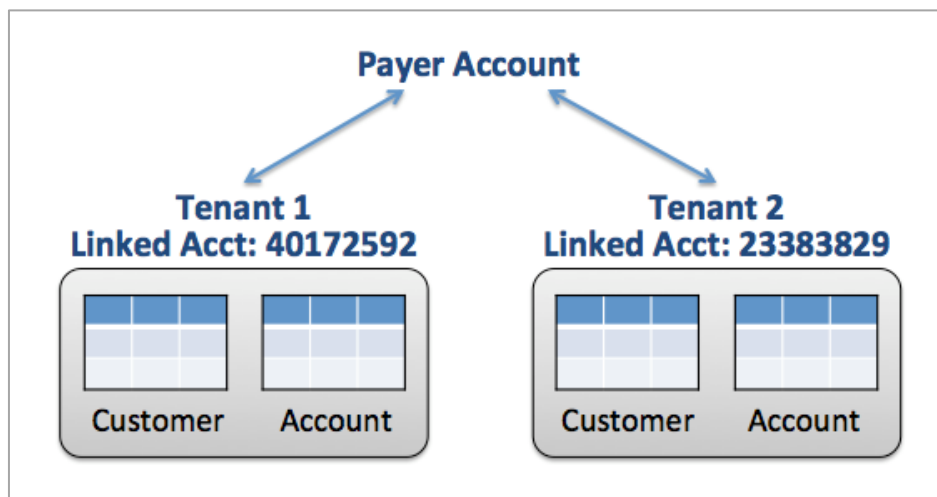 Payer Account
Tenant 1
Linked Acct: 40172592
Tenant 2
Linked Acct: 23383829
Customer
Account
Customer
Account